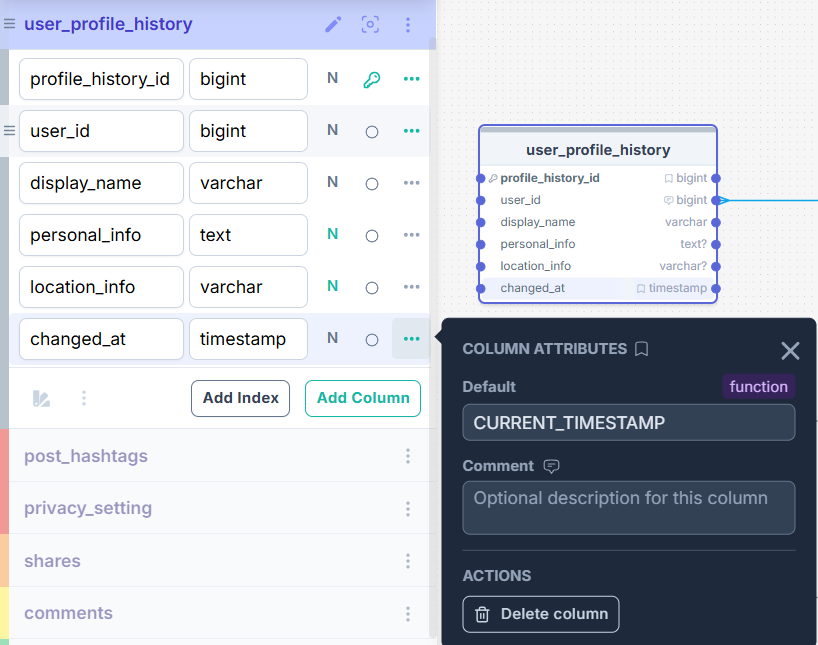 user_profile_history
profile_history_id bigint N
user_id bigint N
display_name varchar N
personal_info text N
location_info varchar N
changed_at timestamp N
Add Index Add Column
post_hashtags
privacy_setting
shares
comments
user_profile_history
profile_history_id bigint
user_id bigint
display_name varchar
personal_info text?
location_info varchar?
changed_at timestamp
COLUMN ATTRIBUTES
Default function
CURRENT_TIMESTAMP
Comment
Optional description for this column
ACTIONS
Delete column